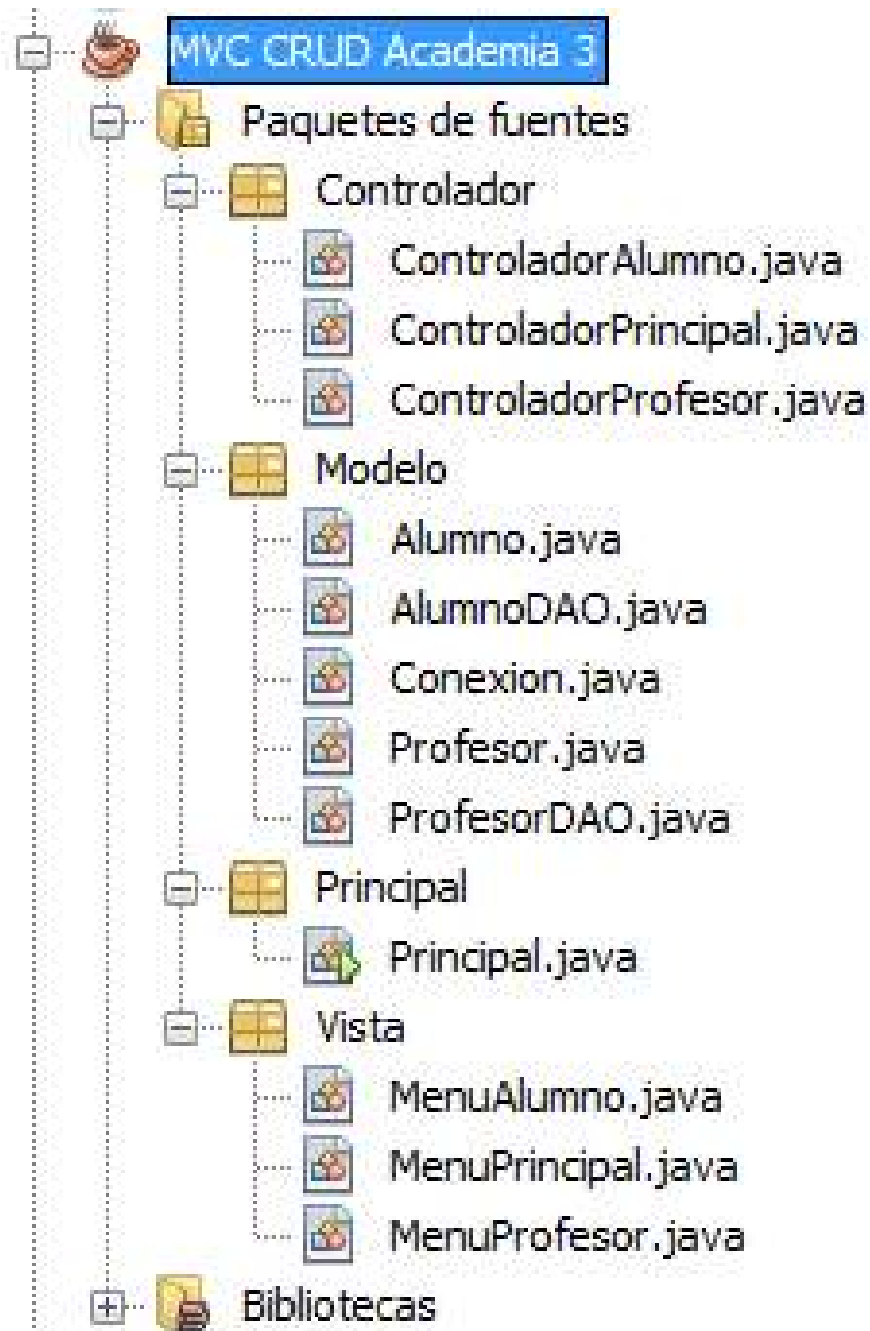 MVC CRUD Academia 3
Paquetes de fuentes
Controlador
ControladorAlumno.java
ControladorPrincipal.java
ControladorProfesor.java
Modelo
Alumno.java
AlumnoDAO.java
Conexion.java
Profesor.java
ProfesorDAO.java
Principal
Principal.java
Vista
MenuAlumno.java
MenuPrincipal.java
MenuProfesor.java
Bibliotecas